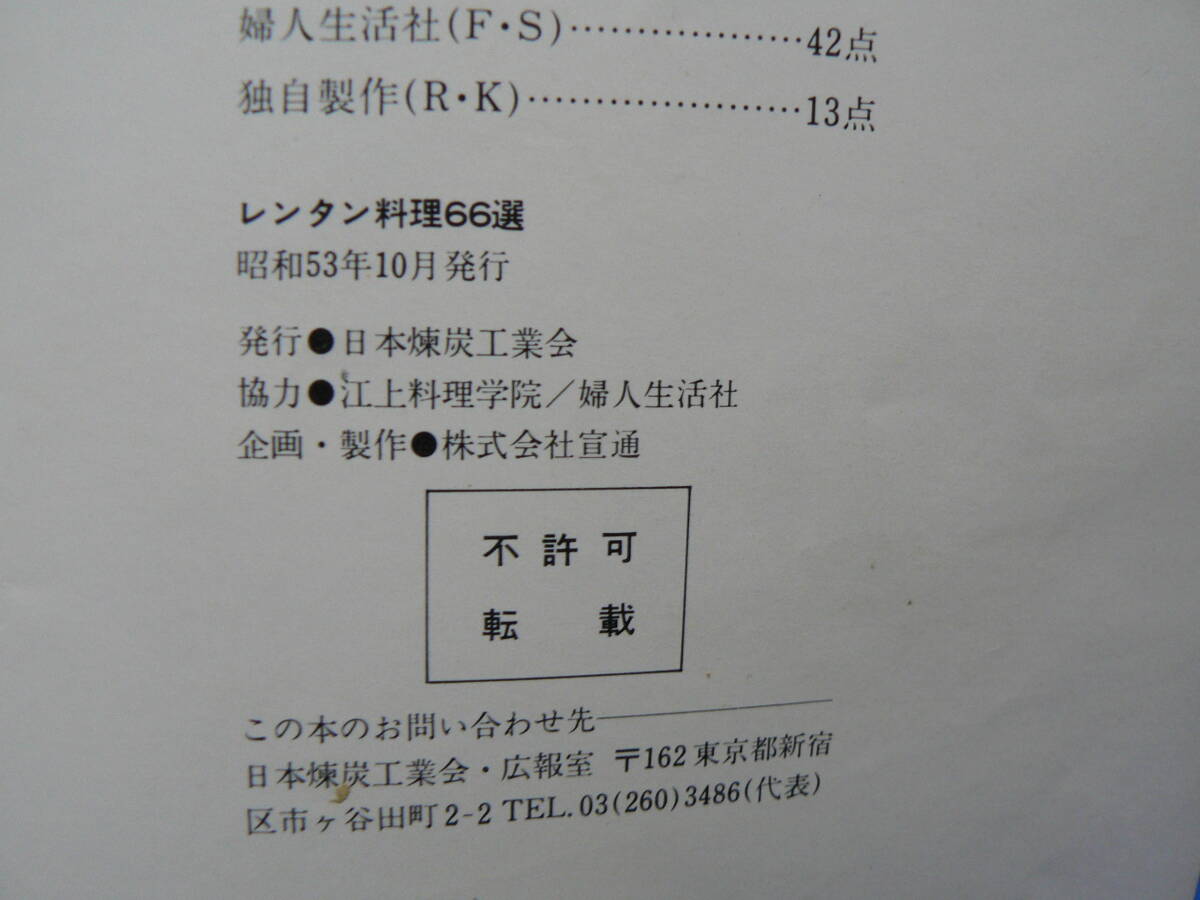 婦人生活社(F・S)………………42点
独自製作(R・K)…………………13点
レンタン料理66選
昭和53年10月発行
発行●日本煉炭工業会
協力●江上料理学院/婦人生活社
企画・製作●株式会社宣通
不許可
転載
この本のお問い合わせ先
日本煉炭工業会・広報室 〒162東京都新宿
区市ヶ谷田町2-2 TEL.03(260)3486(代表)